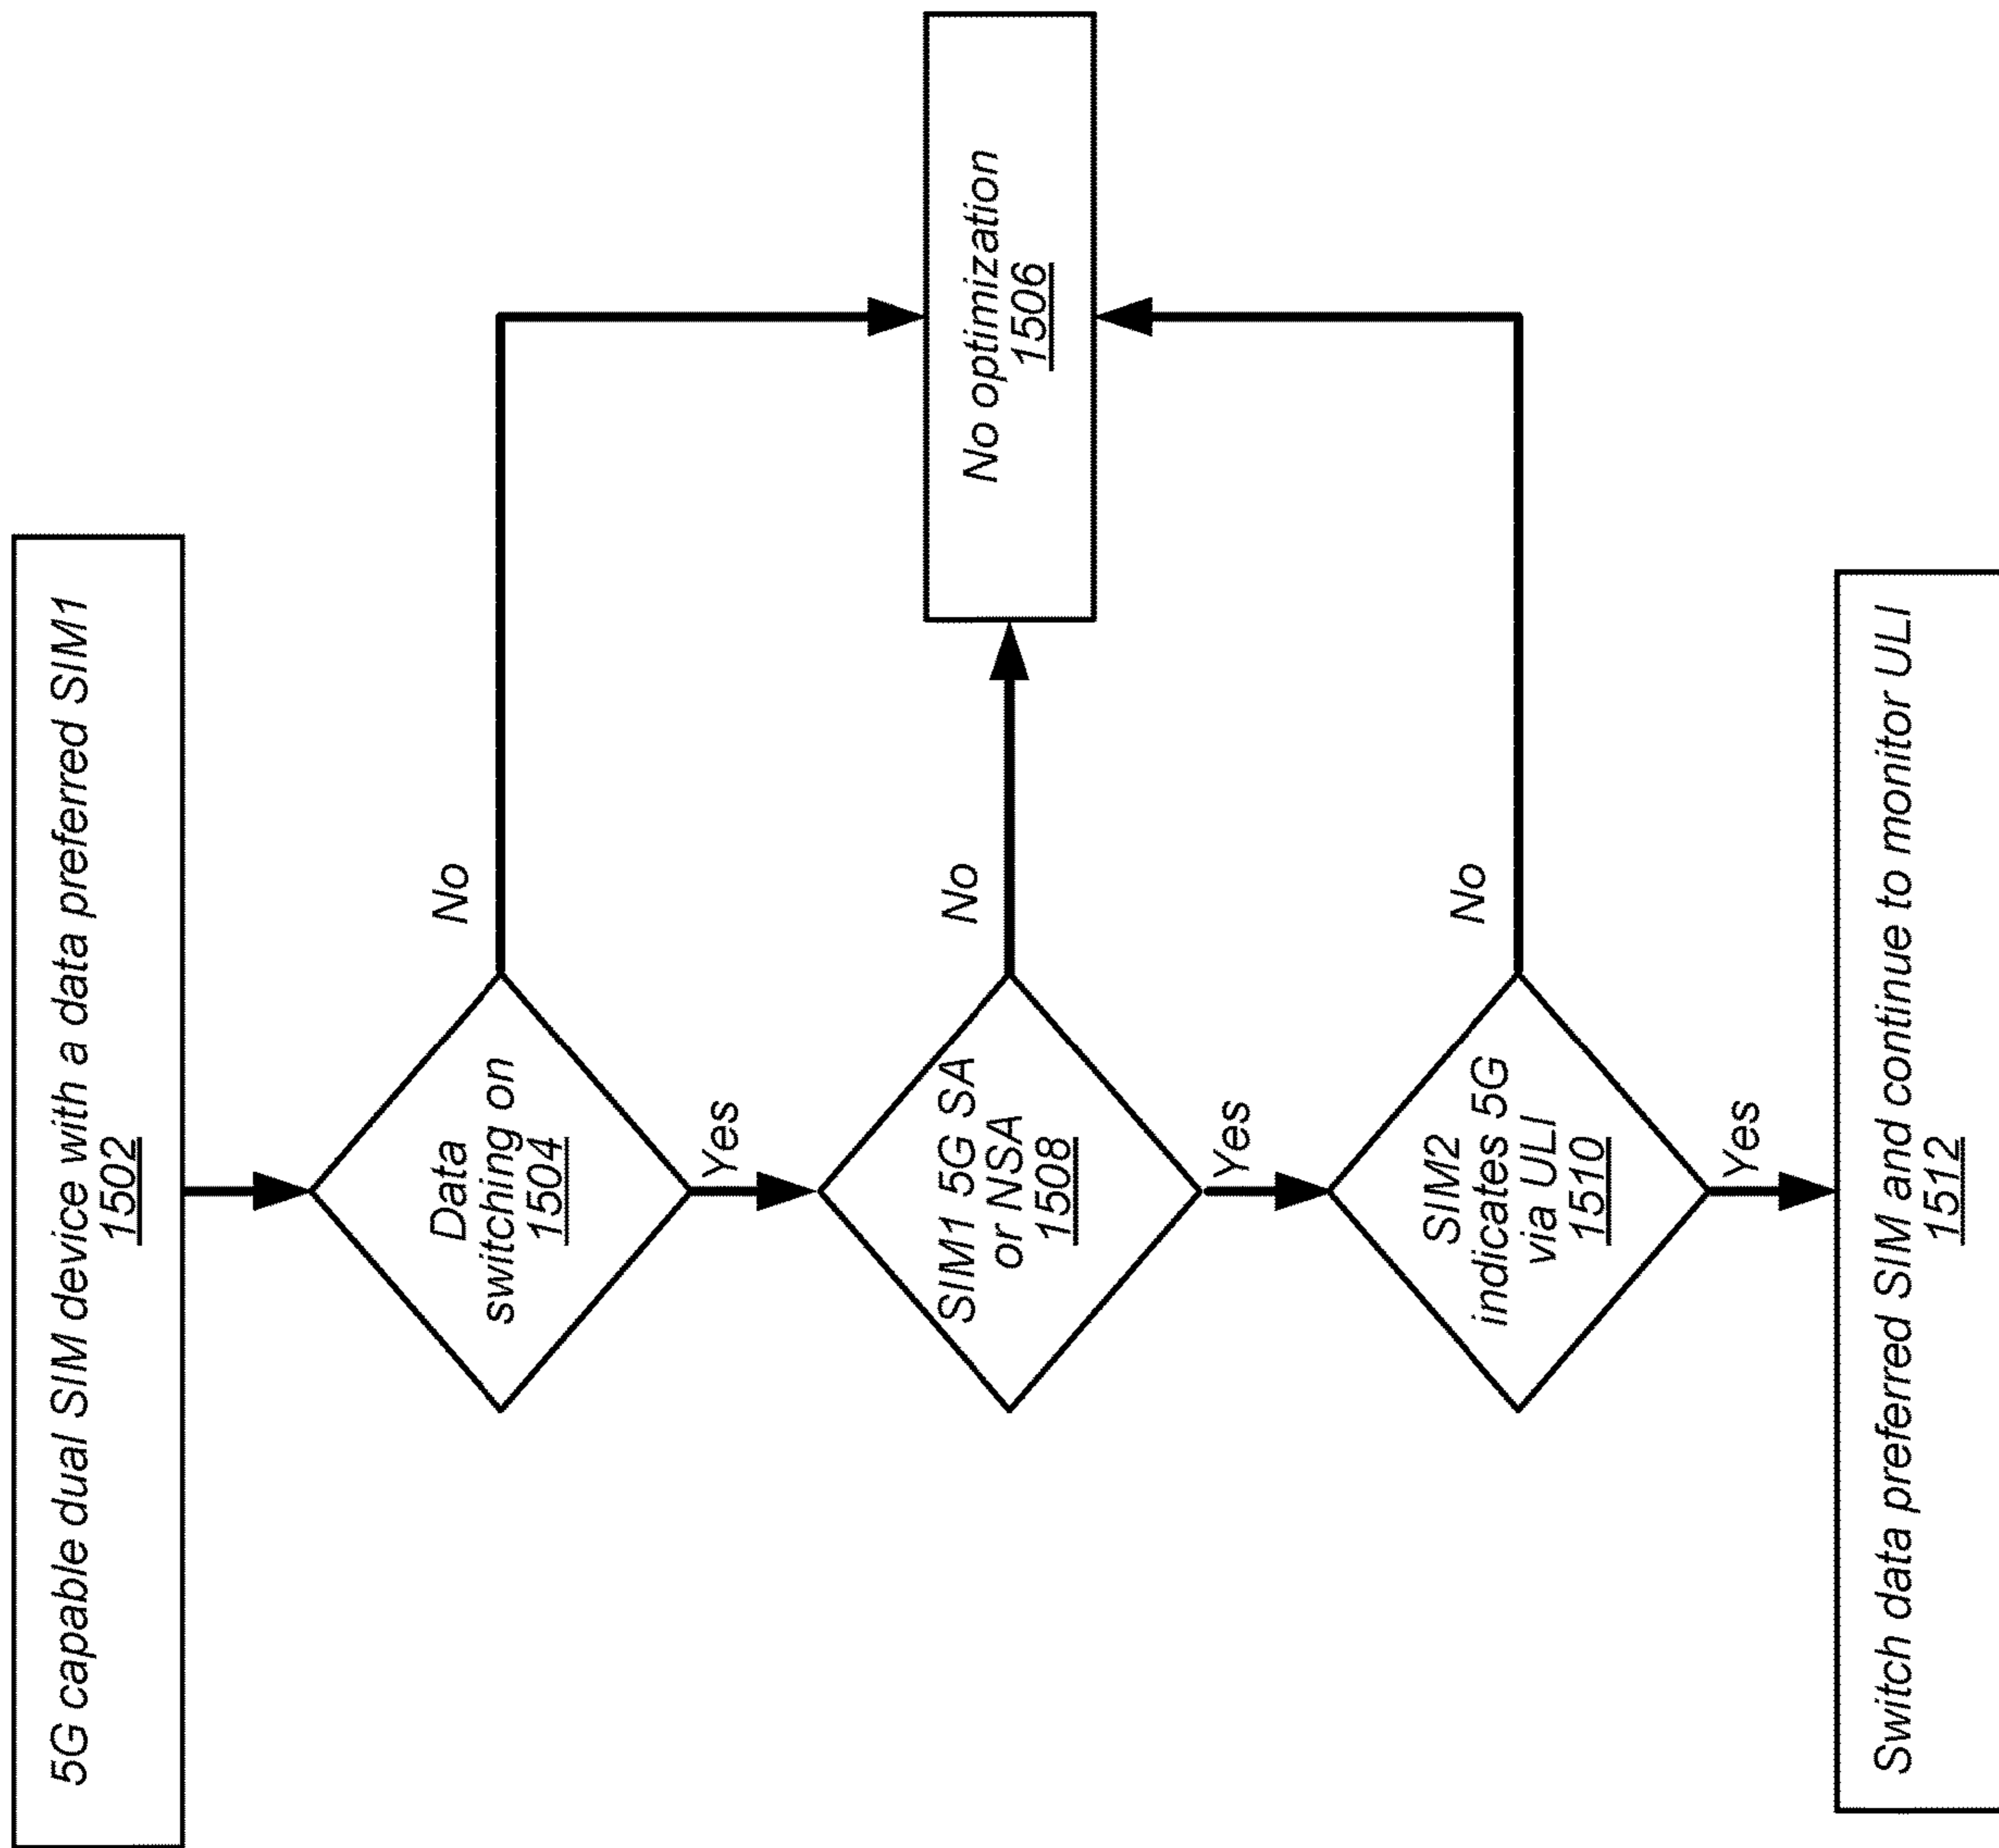 5G capable dual SIM device with a data preferred SIM1
1502
Data
switching on
1504
No
Yes
No optimization
1506
SIM1 5G SA
or NSA
1508
No
Yes
SIM2
indicates 5G
via ULI
1510
No
Yes
Switch data preferred SIM and continue to monitor ULI
1512